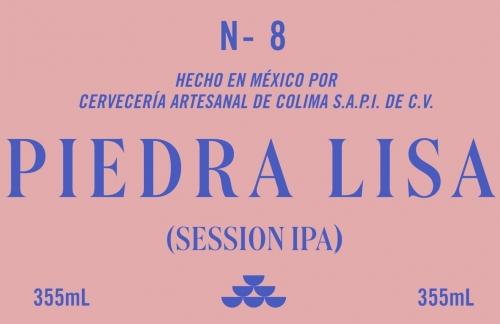 N- 8
HECHO EN MÉXICO POR
CERVECERÍA ARTESANAL DE COLIMA S.A.P.I. DE C.V.
PIEDRA LISA
(SESSION IPA)
355mL 355mL